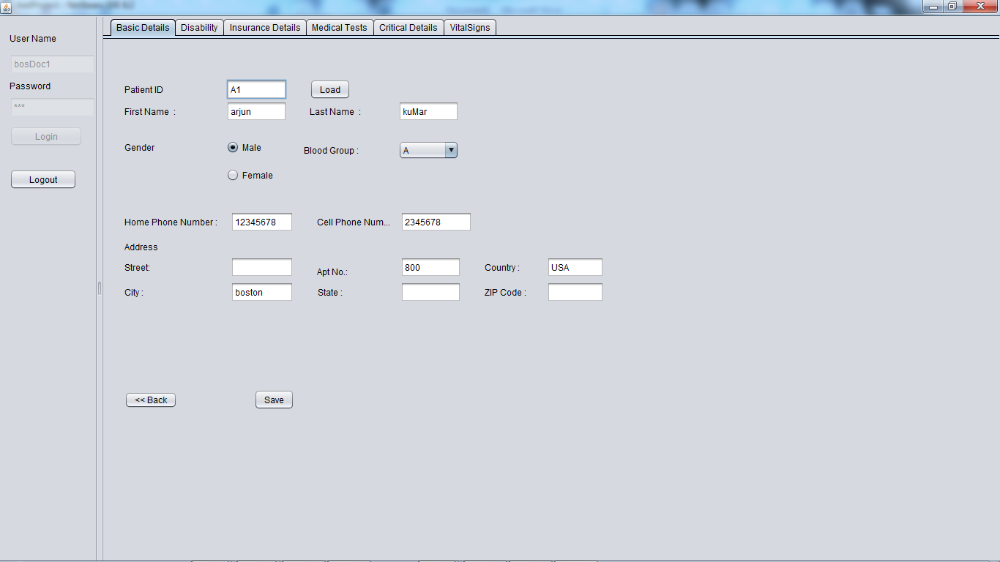 Basic Details Disability Insurance Details Medical Tests Critical Details VitalSigns
User Name
bosDoc1
Password
***
Login
Logout
Patient ID A1 Load
First Name : arjun Last Name : kuMar
Gender Male Blood Group : A
Female
Home Phone Number : 12345678 Cell Phone Num... 2345678
Address
Street: Apt No.: 800 Country : USA
City : boston State : ZIP Code :
<< Back Save